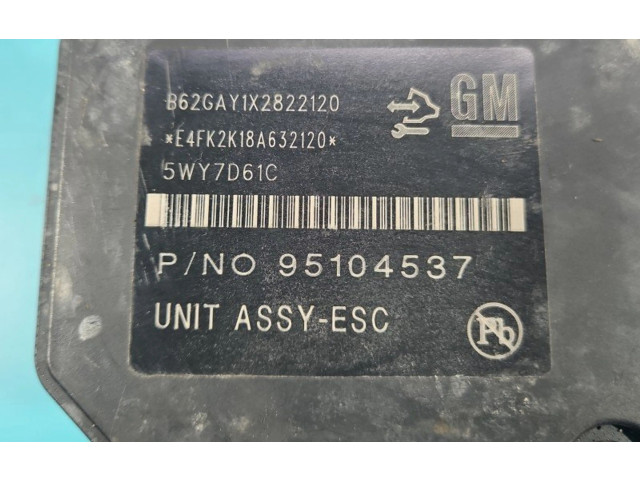 B62GAY1X2822120
GM
*E4FK2K18A632120*
5WY7D61C
P/NO 95104537
UNIT ASSY-ESC
Pb